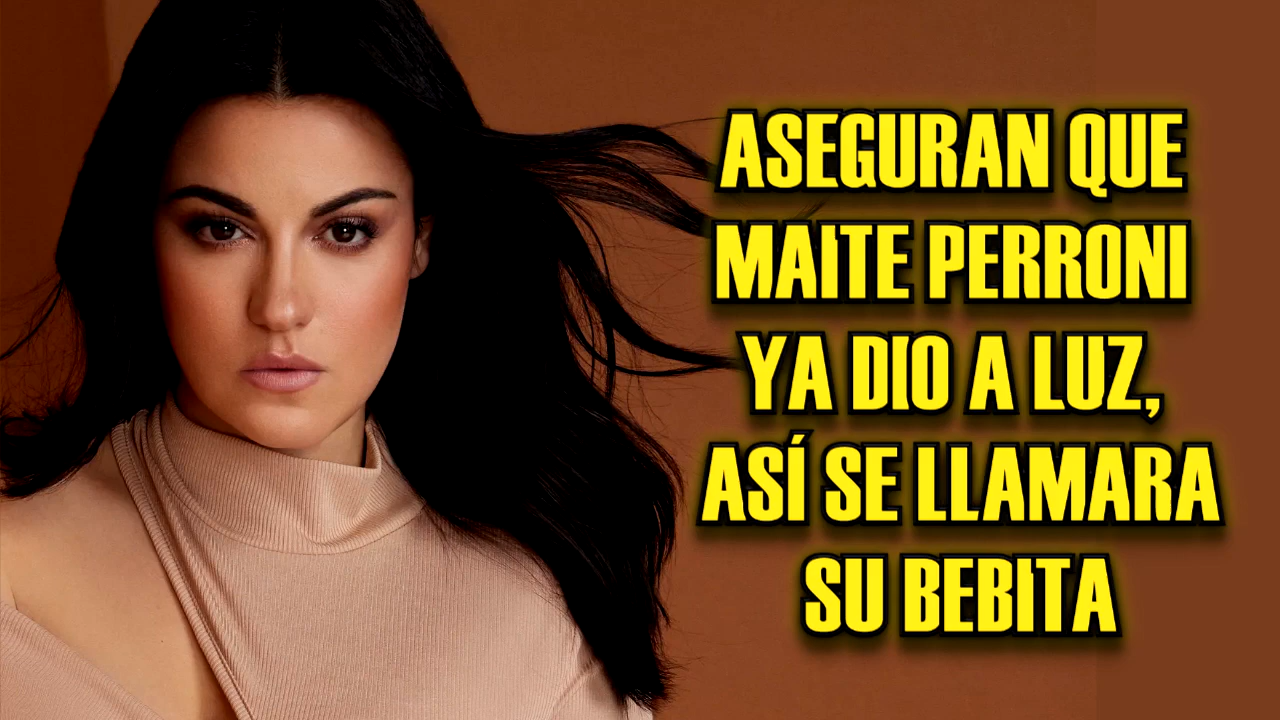 ASEGURAN QUE
MAITE PERRONI
YA DIO A LUZ,
ASÍ SE LLAMARA
SU BEBITA